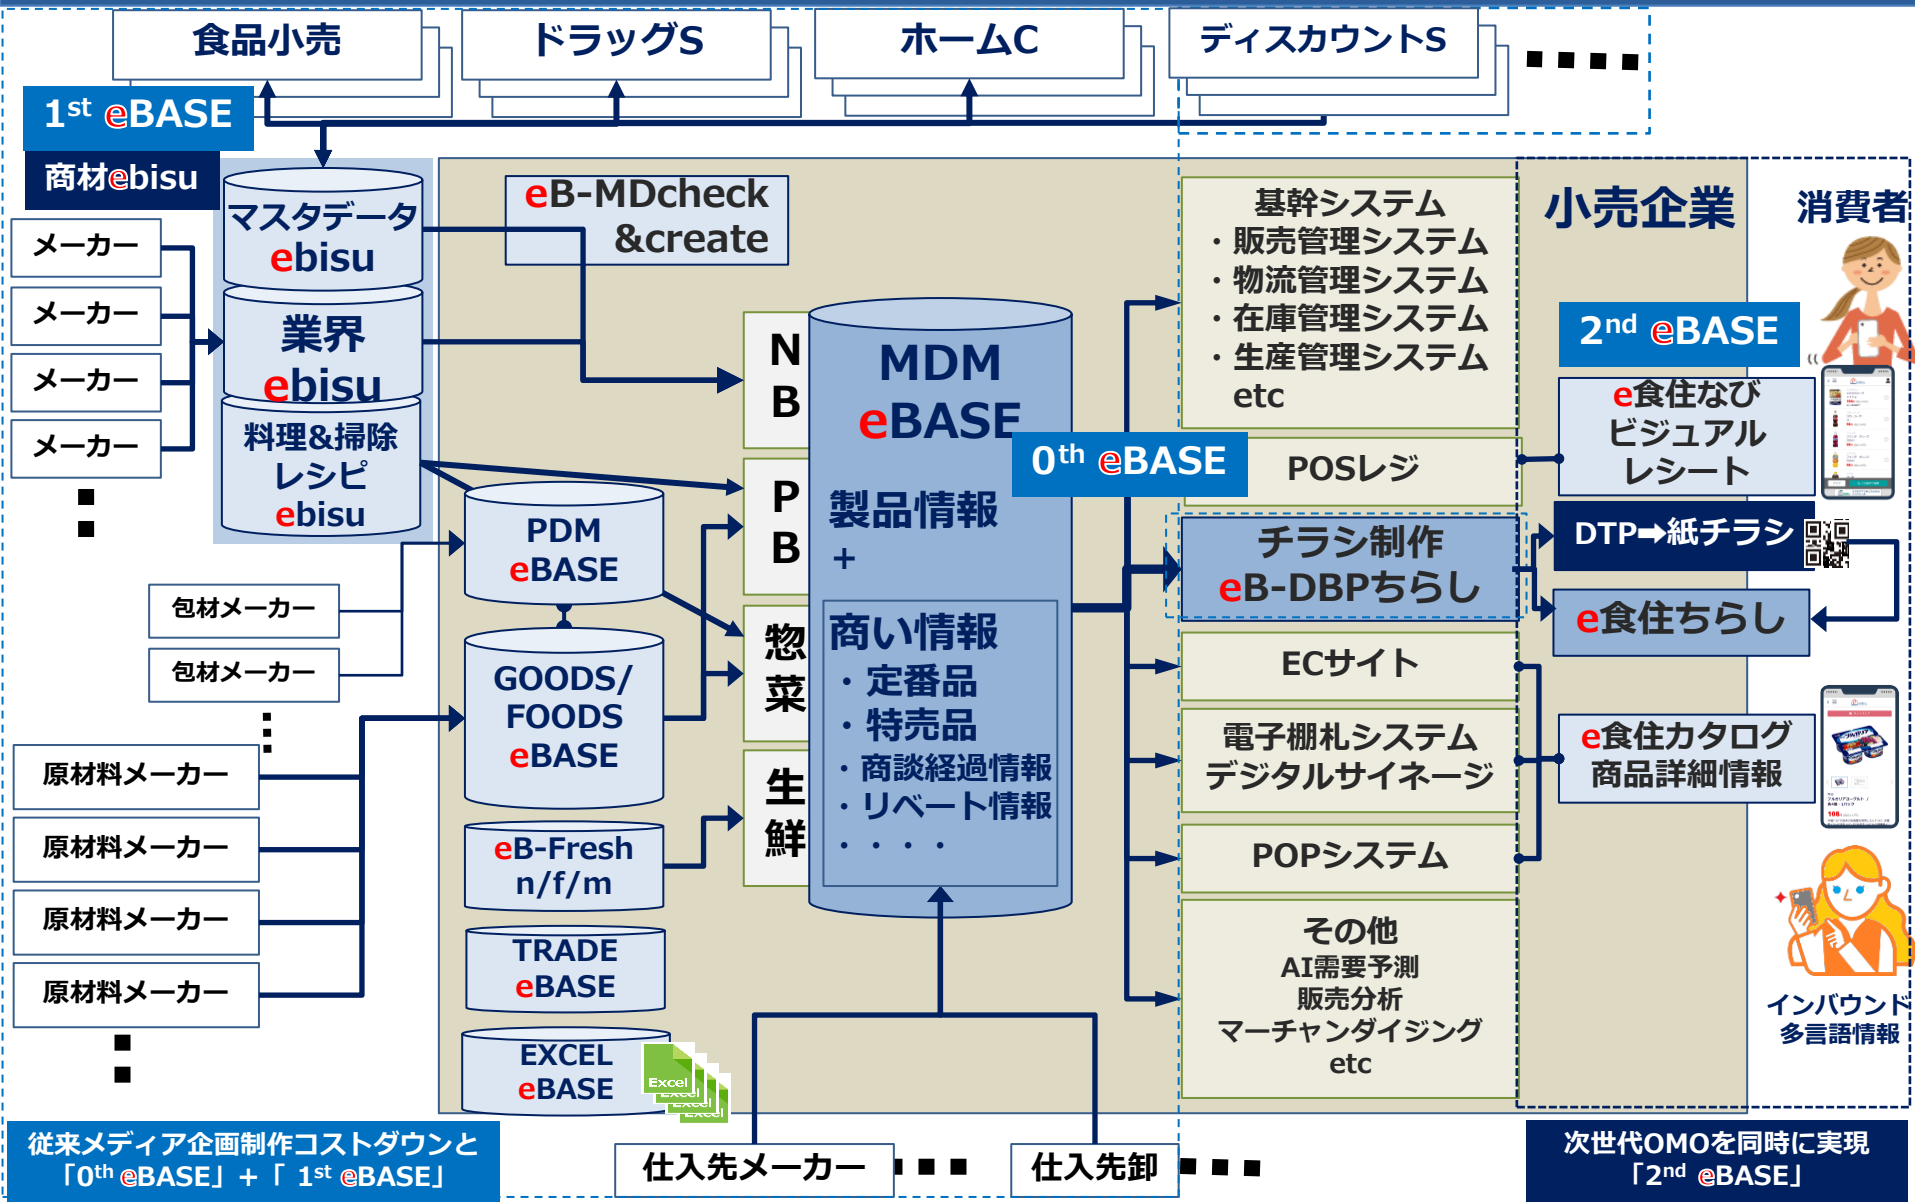 食品小売
ドラッグS
ホームC
ディスカウントS
1st eBASE
商材ebisu
マスタデータ
ebisu
業界
ebisu
料理&掃除
レシピ
ebisu
メーカー
メーカー
メーカー
メーカー
包材メーカー
包材メーカー
原材料メーカー
原材料メーカー
原材料メーカー
原材料メーカー
eB-MDcheck
&create
PDM
eBASE
GOODS/
FOODS
eBASE
eB-Fresh
n/f/m
TRADE
eBASE
EXCEL
eBASE
Excel
Excel
Excel
Excel
NB
PB
惣菜
生鮮
MDM
eBASE
製品情報
+
商い情報
・定番品
・特売品
・商談経過情報
・リベート情報
・・・・
0th eBASE
基幹システム
・販売管理システム
・物流管理システム
・在庫管理システム
・生産管理システム
etc
POSレジ
チラシ制作
eB-DBPちらし
ECサイト
電子棚札システム
デジタルサイネージ
POPシステム
その他
AI需要予測
販売分析
マーチャンダイジング
etc
小売企業
消費者
2nd eBASE
e食住なび
ビジュアル
レシート
DTP➡紙チラシ
e食住ちらし
e食住カタログ
商品詳細情報
インバウンド
多言語情報
仕入先メーカー
仕入先卸
従来メディア企画制作コストダウンと
「0th eBASE」+「 1st eBASE」
次世代OMOを同時に実現
「2nd eBASE」